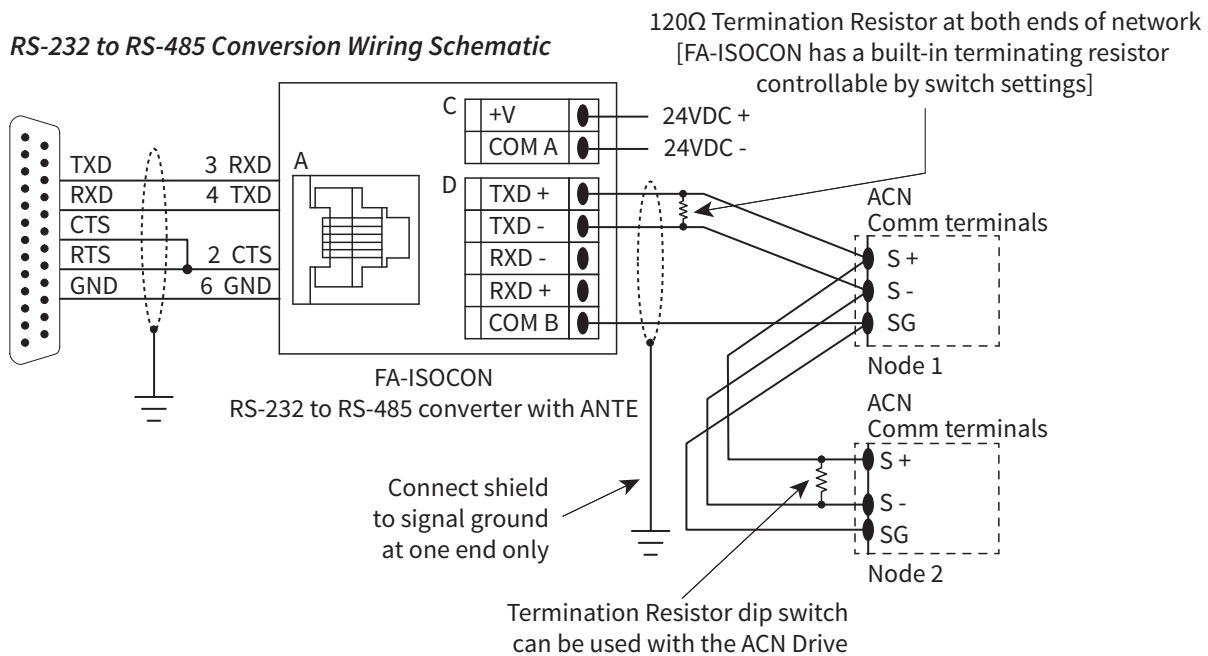 120Ω Termination Resistor at both ends of network
[FA-ISOCON has a built-in terminating resistor
controllable by switch settings]
RS-232 to RS-485 Conversion Wiring Schematic
TXD
RXD
CTS
RTS
GND
3 RXD
4 TXD
2 CTS
6 GND
A
C
+V
COM A
24VDC +
24VDC -
D
TXD +
TXD -
RXD -
RXD +
COM B
FA-ISOCON
RS-232 to RS-485 converter with ANTE
ACN
Comm terminals
S +
S -
SG
Node 1
ACN
Comm terminals
S +
S -
SG
Node 2
Connect shield
to signal ground
at one end only
Termination Resistor dip switch
can be used with the ACN Drive